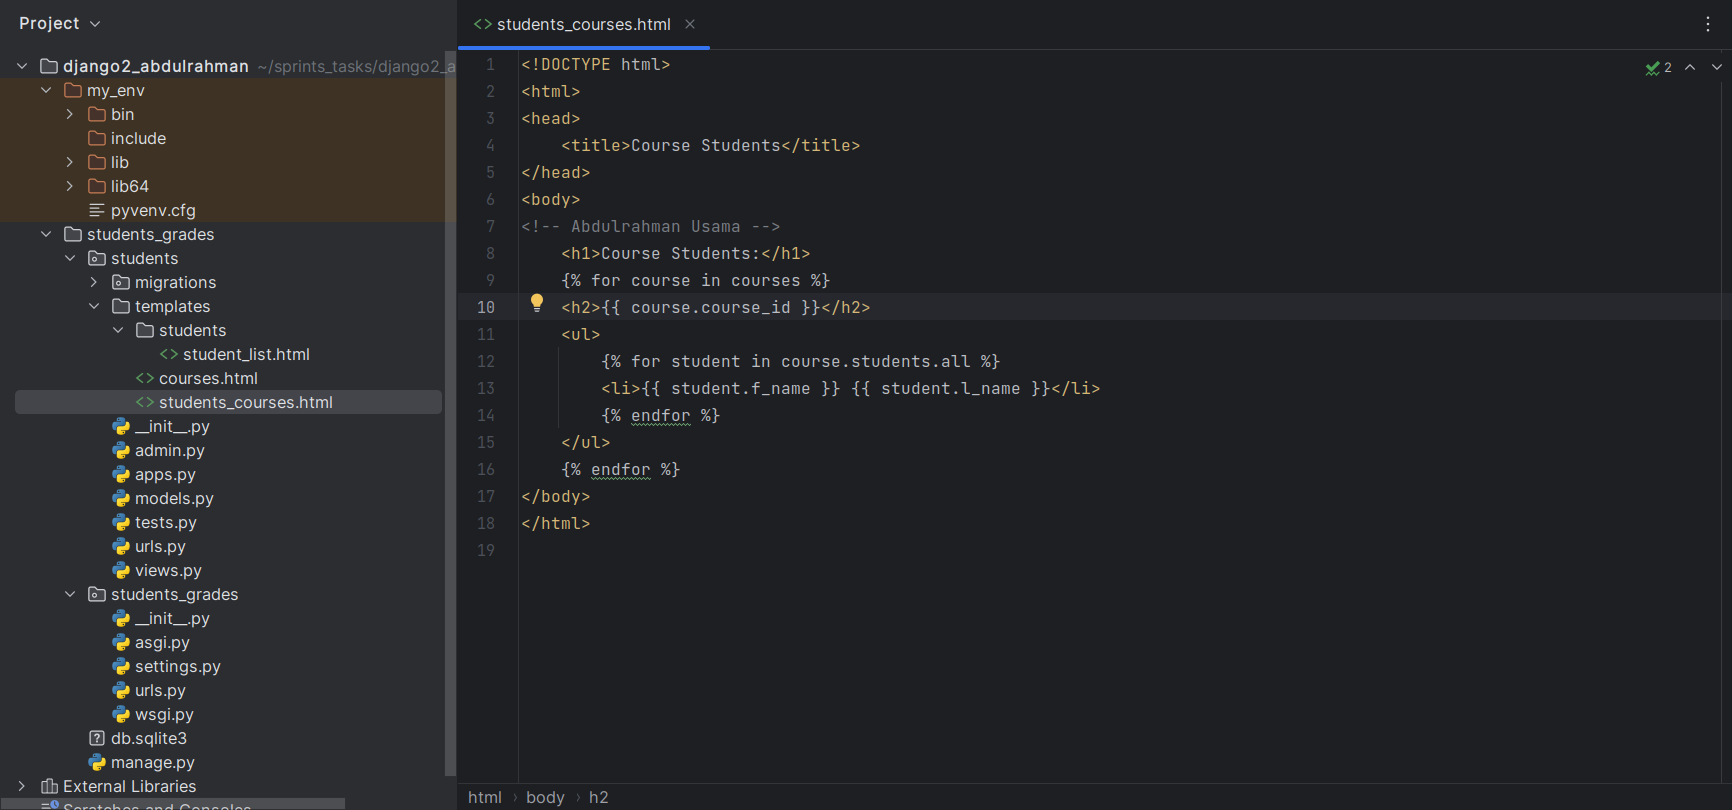 Project
django2_abdulrahman ~/sprints_tasks/django2_a
my_env
bin
include
lib
lib64
pyvenv.cfg
students_grades
students
migrations
templates
students
student_list.html
courses.html
students_courses.html
__init__.py
admin.py
apps.py
models.py
tests.py
urls.py
views.py
students_grades
__init__.py
asgi.py
settings.py
urls.py
wsgi.py
db.sqlite3
manage.py
External Libraries
Scratches and Consoles
students_courses.html
2
1 <!DOCTYPE html>
2 <html>
3 <head>
4     <title>Course Students</title>
5 </head>
6 <body>
7 <!-- Abdulrahman Usama -->
8     <h1>Course Students:</h1>
9     {% for course in courses %}
10     <h2>{{ course.course_id }}</h2>
11     <ul>
12         {% for student in course.students.all %}
13         <li>{{ student.f_name }} {{ student.l_name }}</li>
14         {% endfor %}
15     </ul>
16     {% endfor %}
17 </body>
18 </html>
19
html › body › h2